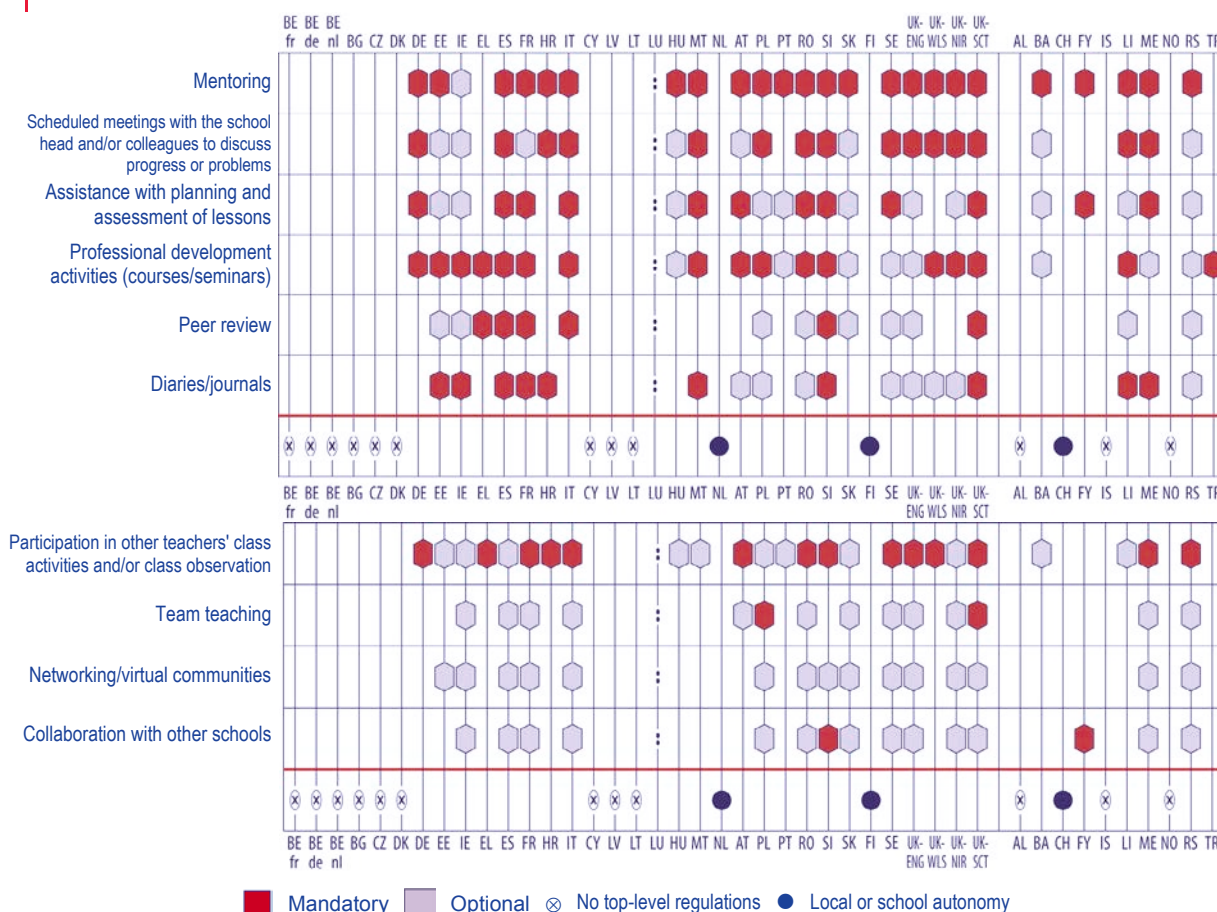 BE BE BE BG CZ DK DE EE IE EL ES FR HR IT CY LV LT LU HU MT NL AT PL PT RO SI SK FI SE UK- UK- UK- UK- AL BA CH FY IS LI ME NO RS TR
fr de nl ENG WLS NIR SCT
Mentoring
Scheduled meetings with the school
head and/or colleagues to discuss
progress or problems
Assistance with planning and
assessment of lessons
Professional development
activities (courses/seminars)
Peer review
Diaries/journals
BE BE BE BG CZ DK DE EE IE EL ES FR HR IT CY LV LT LU HU MT NL AT PL PT RO SI SK FI SE UK- UK- UK- UK- AL BA CH FY IS LI ME NO RS TR
fr de nl ENG WLS NIR SCT
Participation in other teachers' class
activities and/or class observation
Team teaching
Networking/virtual communities
Collaboration with other schools
BE BE BE BG CZ DK DE EE IE EL ES FR HR IT CY LV LT LU HU MT NL AT PL PT RO SI SK FI SE UK- UK- UK- UK- AL BA CH FY IS LI ME NO RS TR
fr de nl ENG WLS NIR SCT
Mandatory Optional ⊗ No top-level regulations ● Local or school autonomy